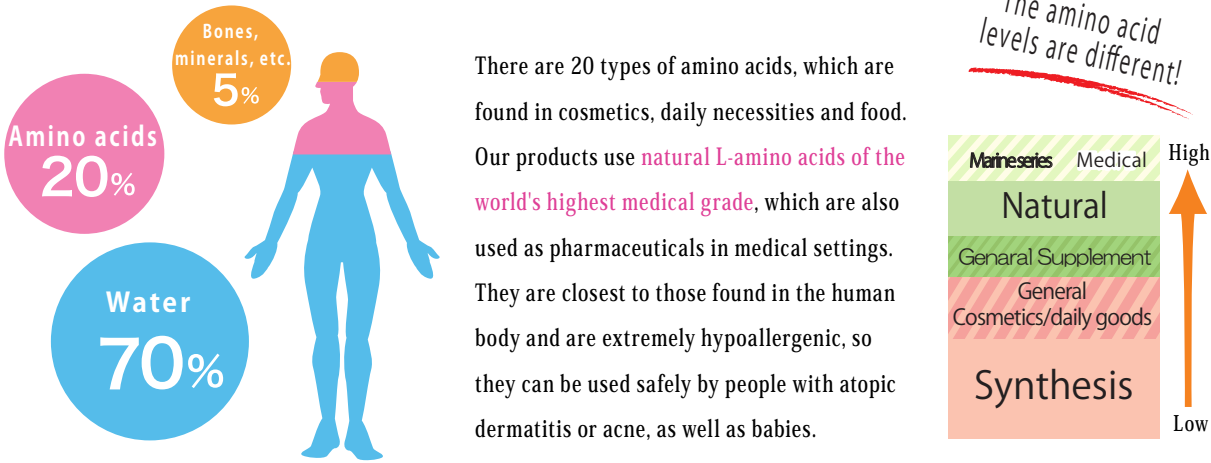 Bones,
minerals, etc.
5%
Amino acids
20%
Water
70%
There are 20 types of amino acids, which are
found in cosmetics, daily necessities and food.
Our products use natural L-amino acids of the
world's highest medical grade, which are also
used as pharmaceuticals in medical settings.
They are closest to those found in the human
body and are extremely hypoallergenic, so
they can be used safely by people with atopic
dermatitis or acne, as well as babies.
The amino acid
levels are different!
Marine series Medical
High
Natural
Genaral Supplement
General
Cosmetics/daily goods
Synthesis
Low